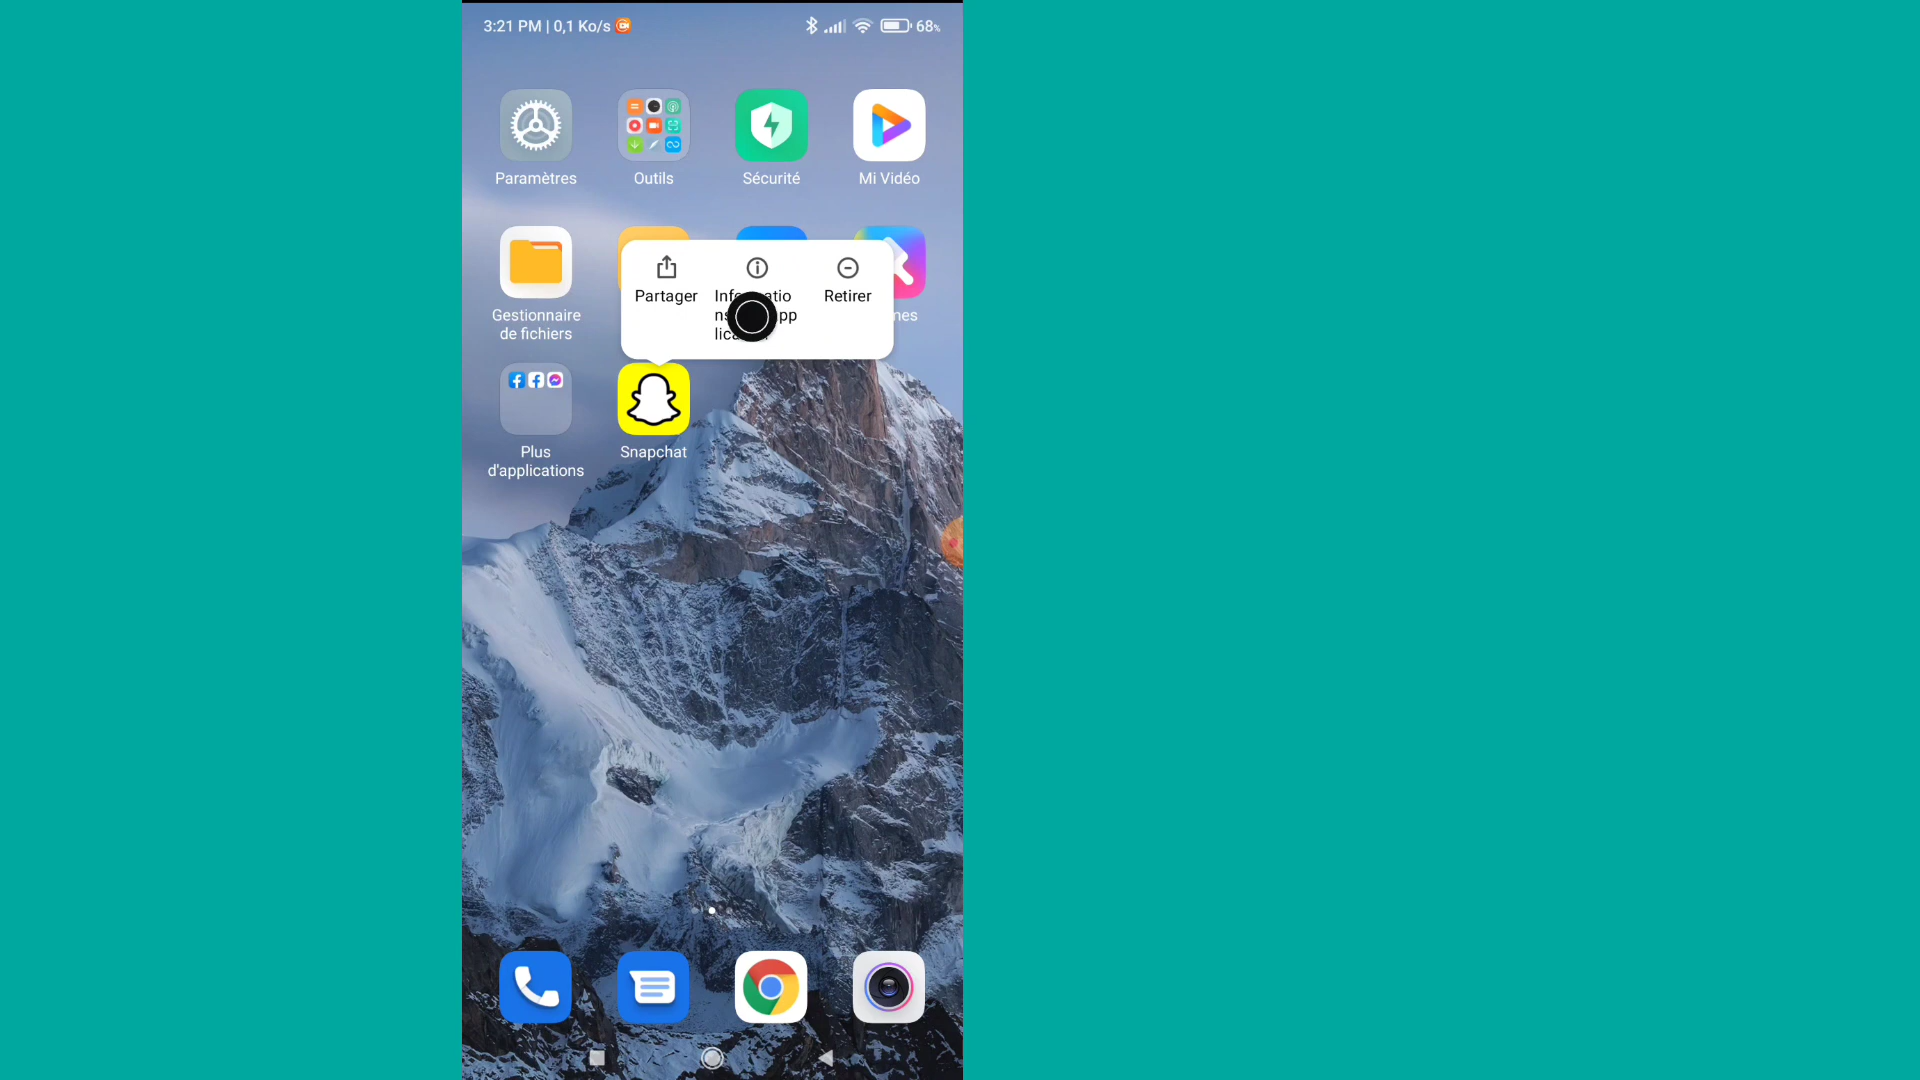 3:21 PM | 0,1 Ko/s
68%
Paramètres
Outils
Sécurité
Mi Vidéo
Partager
Retirer
Gestionnaire
de fichiers
Plus
d'applications
Snapchat